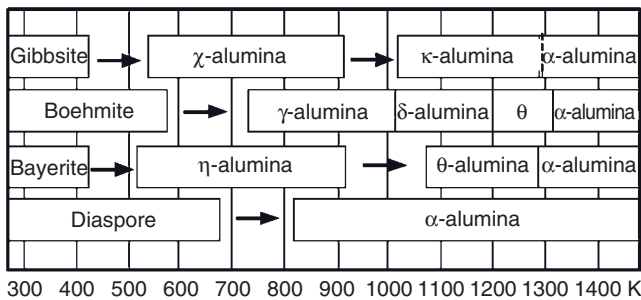 Gibbsite χ-alumina κ-alumina α-alumina
Boehmite γ-alumina δ-alumina θ α-alumina
Bayerite η-alumina θ-alumina α-alumina
Diaspore α-alumina
300 400 500 600 700 800 900 1000 1100 1200 1300 1400 K